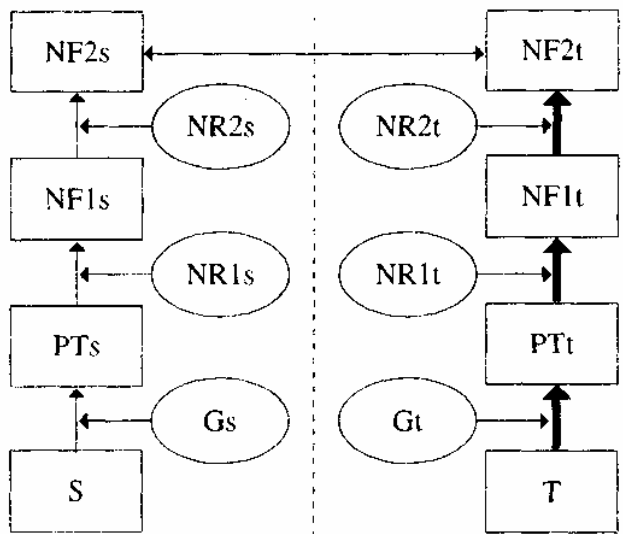 NF2s NF2t
NR2s NR2t
NF1s NF1t
NR1s NR1t
PTs PTt
Gs Gt
S T